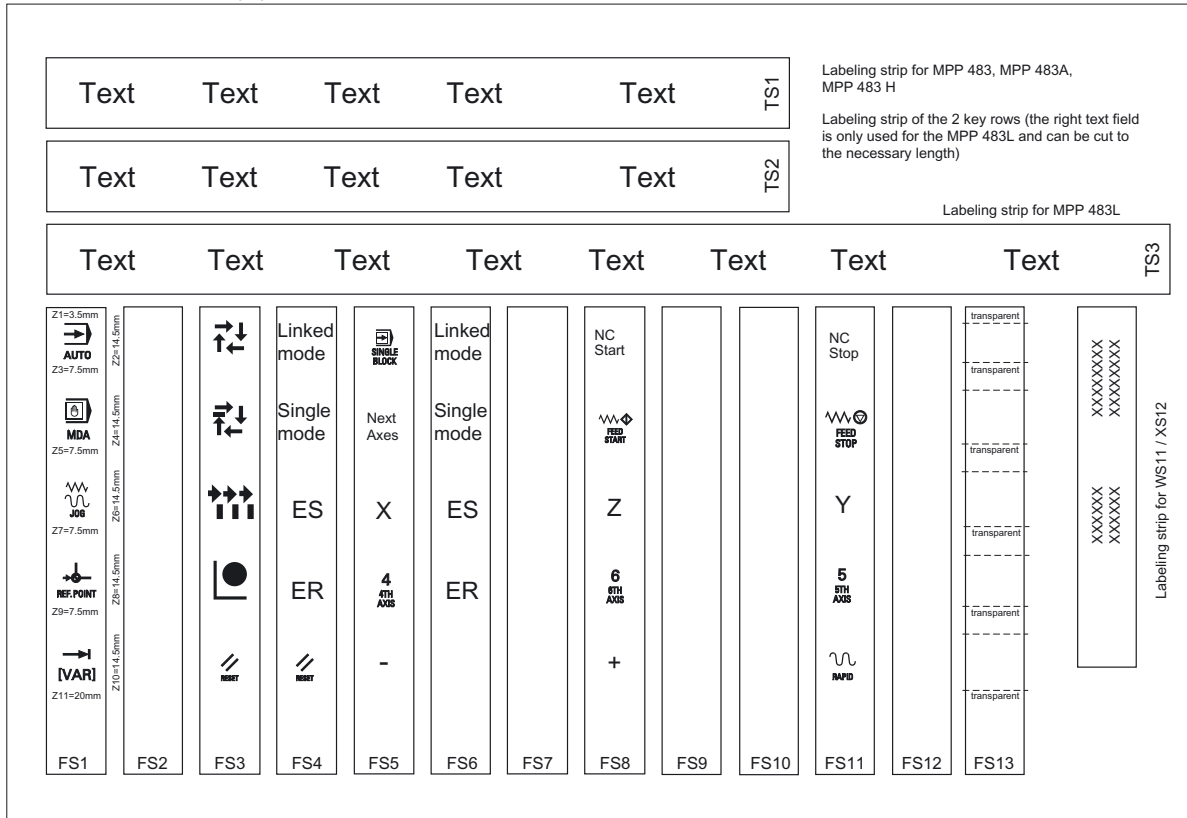 Text Text Text Text Text TS1
Labeling strip for MPP 483, MPP 483A,
MPP 483 H
Labeling strip of the 2 key rows (the right text field
is only used for the MPP 483L and can be cut to
the necessary length)
Text Text Text Text Text TS2
Labeling strip for MPP 483L
Text Text Text Text Text Text Text Text TS3
Z1=3.5mm
AUTO
Z2=14.5mm
Z3=7.5mm
MDA
Z4=14.5mm
Z5=7.5mm
JOG
Z6=14.5mm
Z7=7.5mm
REF.POINT
Z8=14.5mm
Z9=7.5mm
[VAR]
Z10=14.5mm
Z11=20mm
FS1
FS2
RESET
FS3
Linked
mode
Single
mode
ES
ER
RESET
FS4
SINGLE
BLOCK
Next
Axes
X
4
4TH
AXIS
-
FS5
Linked
mode
Single
mode
ES
ER
FS6
FS7
NC
Start
FEED
START
Z
6
6TH
AXIS
+
FS8
FS9
FS10
NC
Stop
FEED
STOP
Y
5
5TH
AXIS
RAPID
FS11
FS12
transparent
transparent
transparent
transparent
transparent
transparent
FS13
XXXXXXX
XXXXXXX
XXXXXX
XXXXXX
Labeling strip for WS11 / XS12